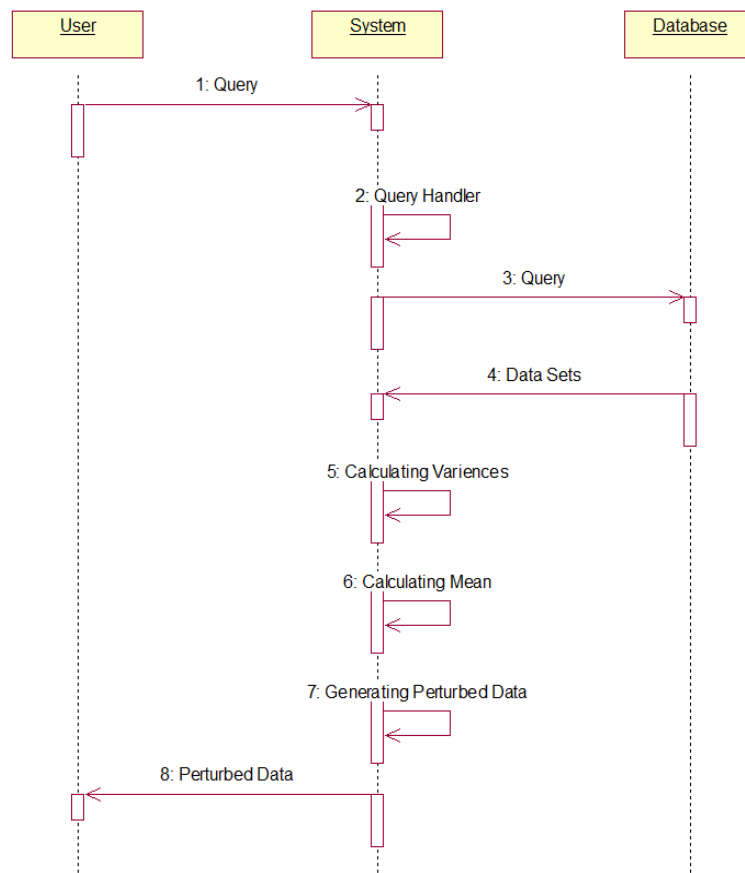 User
System
Database
1: Query
2: Query Handler
3: Query
4: Data Sets
5: Calculating Variences
6: Calculating Mean
7: Generating Perturbed Data
8: Perturbed Data